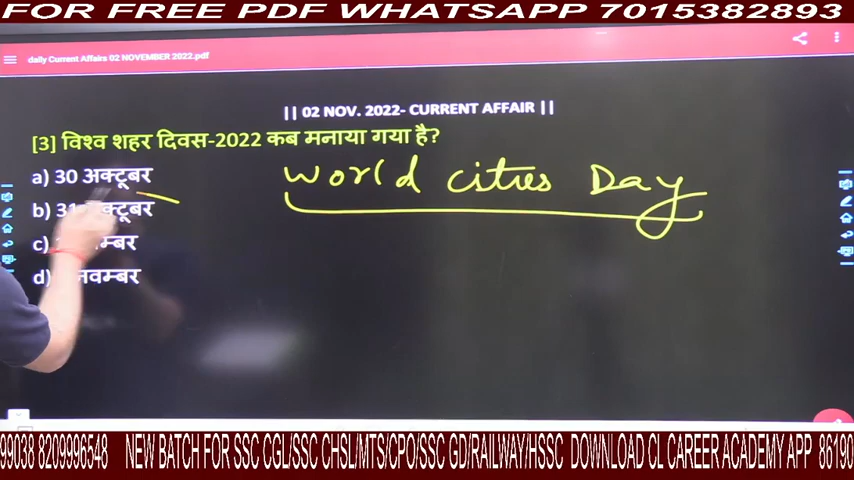 FOR FREE PDF WHATSAPP 7015382893
daily Current Affairs 02 NOVEMBER 2022.pdf
|| 02 NOV. 2022- CURRENT AFFAIR ||
[3] विश्व शहर दिवस-2022 कब मनाया गया है?
a) 30 अक्टूबर
World cities Day
b) 31
c)
d) नवम्बर
99038 8209996548 NEW BATCH FOR SSC CGL/SSC CHSL/MTS/CPO/SSC GD/RAILWAY/HSSC DOWNLOAD CL CAREER ACADEMY APP 86190